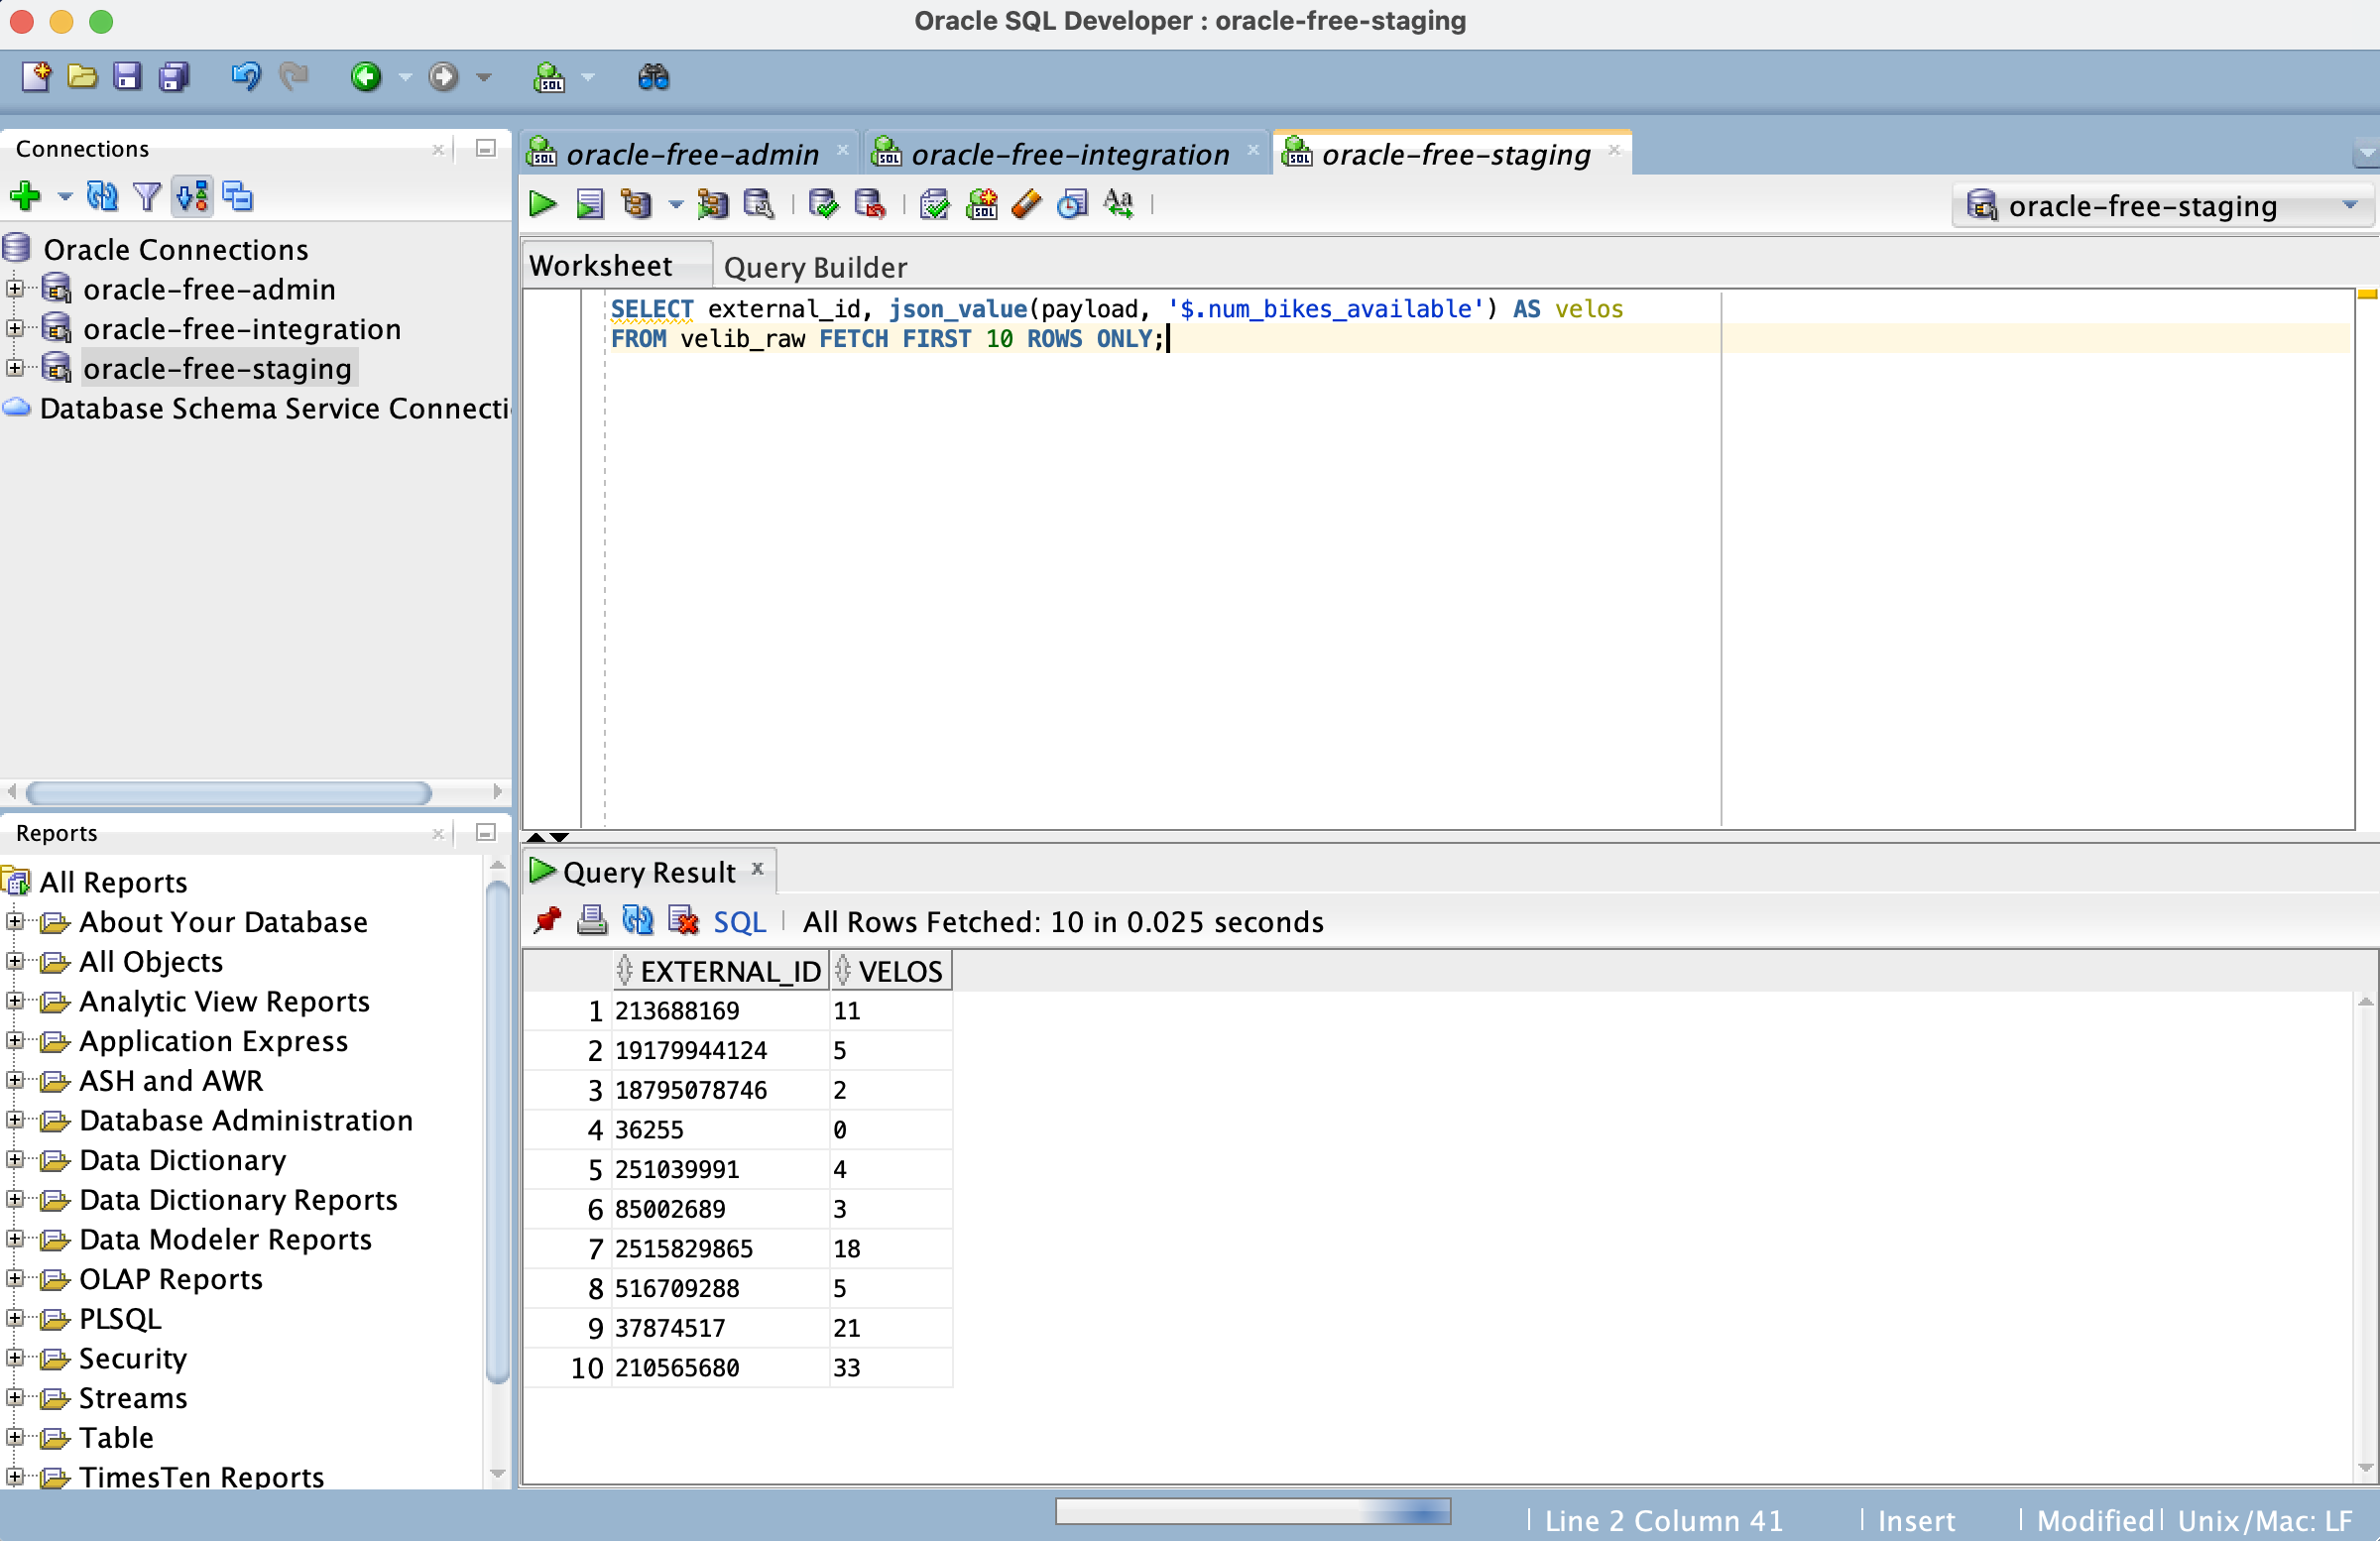 Oracle SQL Developer : oracle-free-staging
Connections
Oracle Connections
oracle-free-admin
oracle-free-integration
oracle-free-staging
Database Schema Service Connecti
Reports
All Reports
About Your Database
All Objects
Analytic View Reports
Application Express
ASH and AWR
Database Administration
Data Dictionary
Data Dictionary Reports
Data Modeler Reports
OLAP Reports
PLSQL
Security
Streams
Table
TimesTen Reports
oracle-free-admin
oracle-free-integration
oracle-free-staging
oracle-free-staging
Worksheet Query Builder
SELECT external_id, json_value(payload, '$.num_bikes_available') AS velos
FROM velib_raw FETCH FIRST 10 ROWS ONLY;
Query Result
SQL All Rows Fetched: 10 in 0.025 seconds
EXTERNAL_ID VELOS
1 213688169 11
2 19179944124 5
3 18795078746 2
4 36255 0
5 251039991 4
6 85002689 3
7 2515829865 18
8 516709288 5
9 37874517 21
10 210565680 33
Line 2 Column 41 Insert Modified Unix/Mac: LF